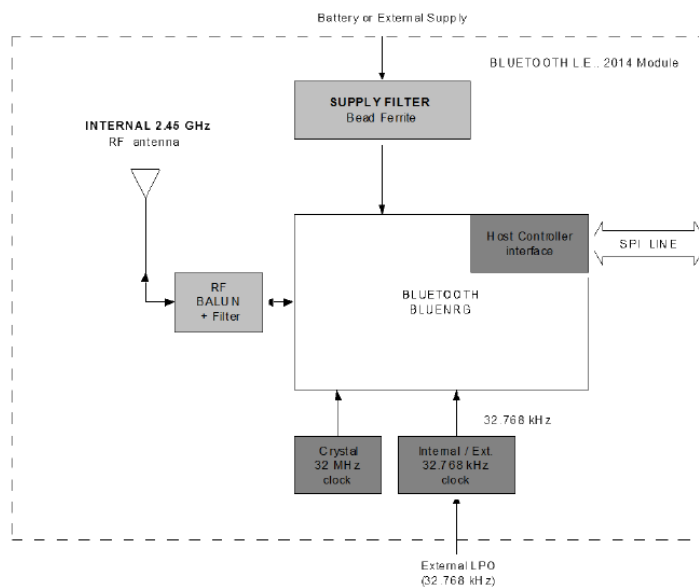 Battery or External Supply
BLUETOOTH L.E.. 2014 Module
SUPPLY FILTER
Bead Ferrite
INTERNAL 2.45 GHz
RF antenna
Host Controller
interface
SPI LINE
RF
BALUN
+ Filter
BLUETOOTH
BLUENRG
32.768 kHz
Crystal
32 MHz
clock
Internal / Ext.
32.768 kHz
clock
External LPO
(32.768 kHz)